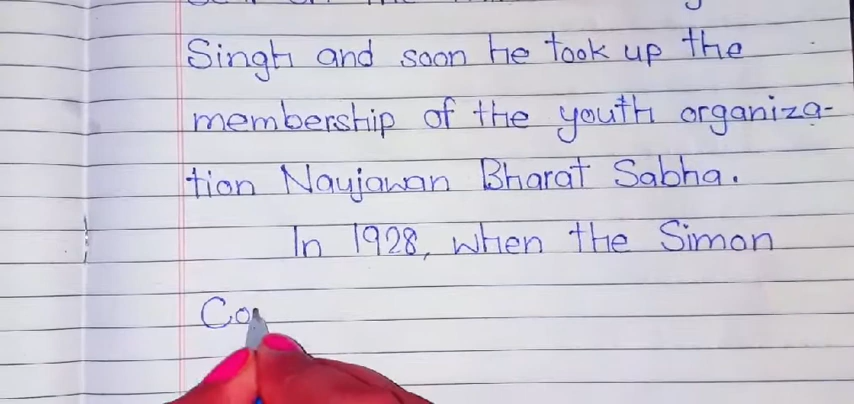 Singh and soon he took up the
membership of the youth organiza-
tion Naujawan Bharat Sabha.
In 1928, when the Simon
Co